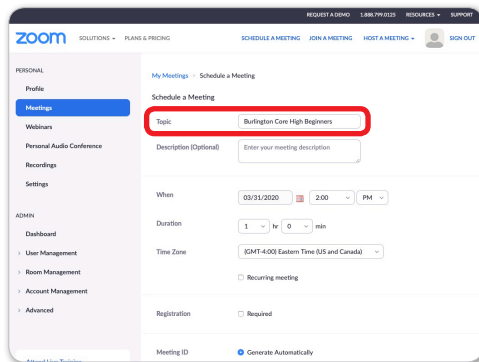 REQUEST A DEMO 1.888.799.0125 RESOURCES SUPPORT
zoom SOLUTIONS PLANS & PRICING SCHEDULE A MEETING JOIN A MEETING HOST A MEETING SIGN OUT
PERSONAL
Profile
Meetings
Webinars
Personal Audio Conference
Recordings
Settings
ADMIN
Dashboard
> User Management
> Room Management
> Account Management
> Advanced
Attend Live Training
My Meetings > Schedule a Meeting
Schedule a Meeting
Topic Burlington Core High Beginners
Description (Optional) Enter your meeting description
When 03/31/2020 2:00 PM
Duration 1 hr 0 min
Time Zone (GMT-4:00) Eastern Time (US and Canada)
Recurring meeting
Registration Required
Meeting ID Generate Automatically